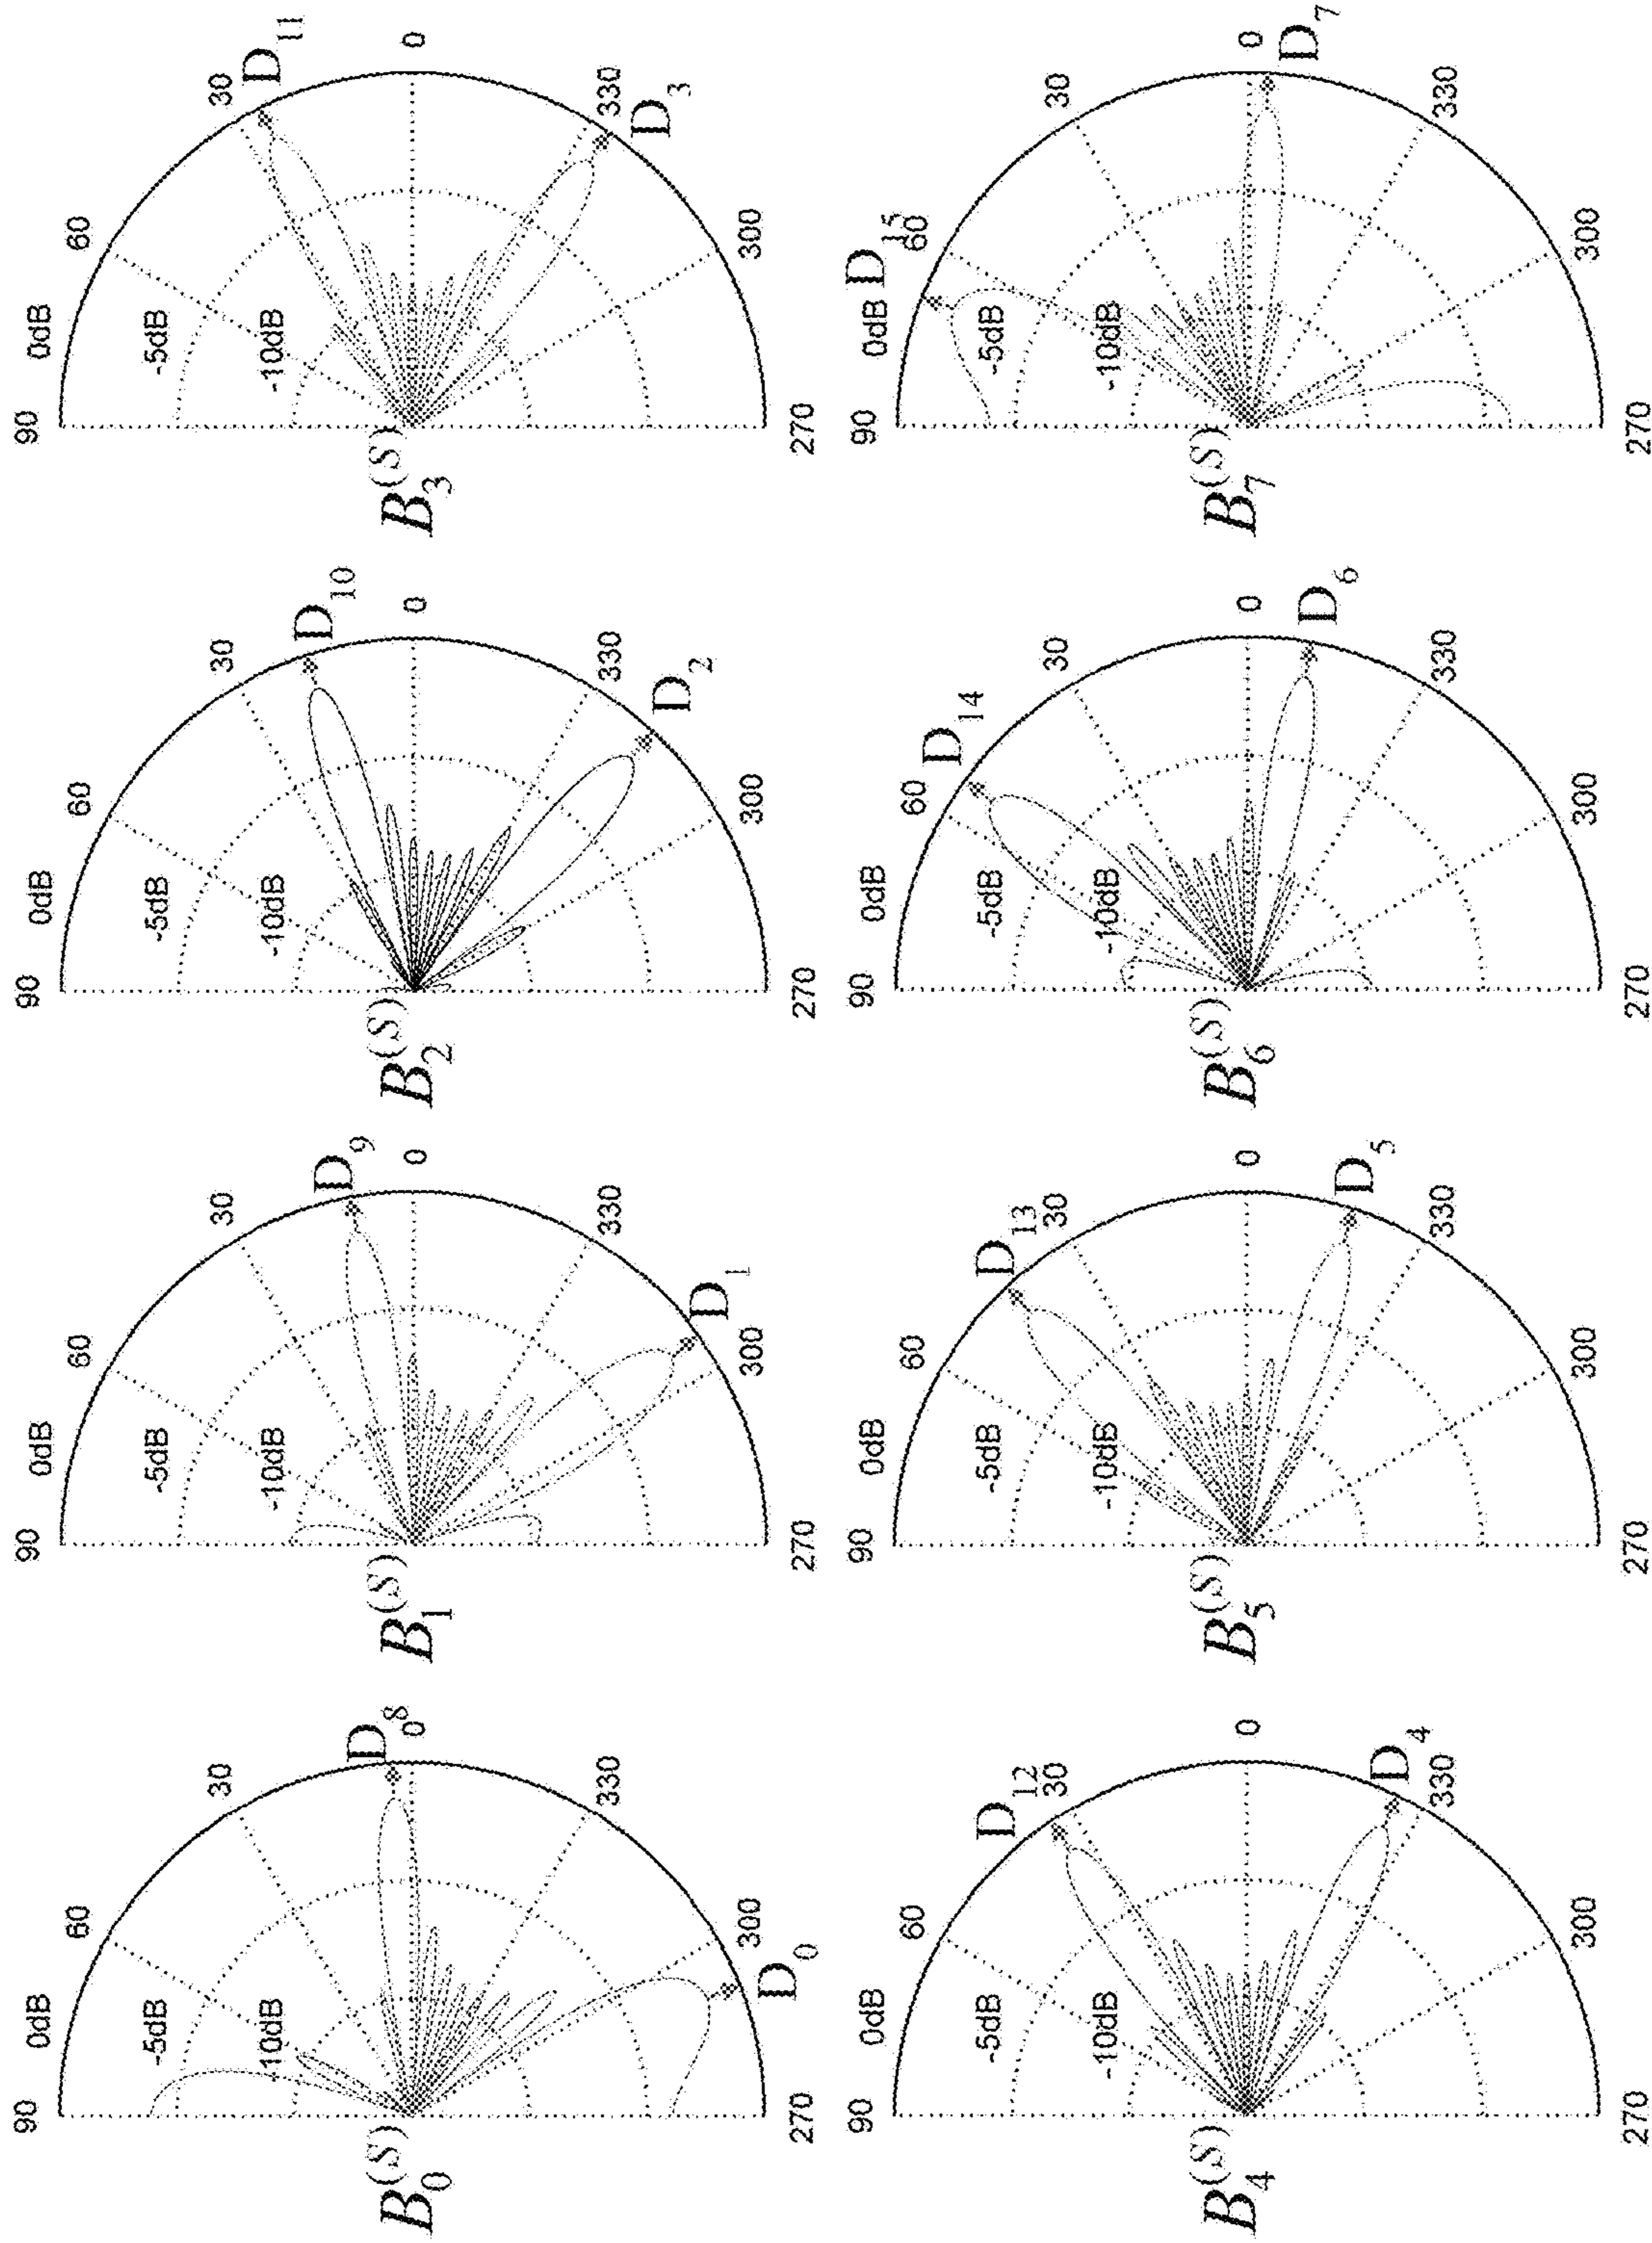 90
0dB
60
30
D8
0
-5dB
-10dB
330
300
D0
270
B0(S)
90
0dB
60
30
D9
0
-5dB
-10dB
330
D1
300
270
B1(S)
90
0dB
60
30
D10
0
-5dB
-10dB
330
D2
300
270
B2(S)
90
0dB
60
30
D11
0
-5dB
-10dB
330
D3
300
270
B3(S)
90
0dB
60
D12
30
0
-5dB
-10dB
D4
330
300
270
B4(S)
90
0dB
60
D13
30
0
-5dB
-10dB
D5
330
300
270
B5(S)
90
0dB
60
D14
30
0
-5dB
-10dB
D6
330
300
270
B6(S)
90
0dB
D15
60
30
0
-5dB
-10dB
D7
330
300
270
B7(S)